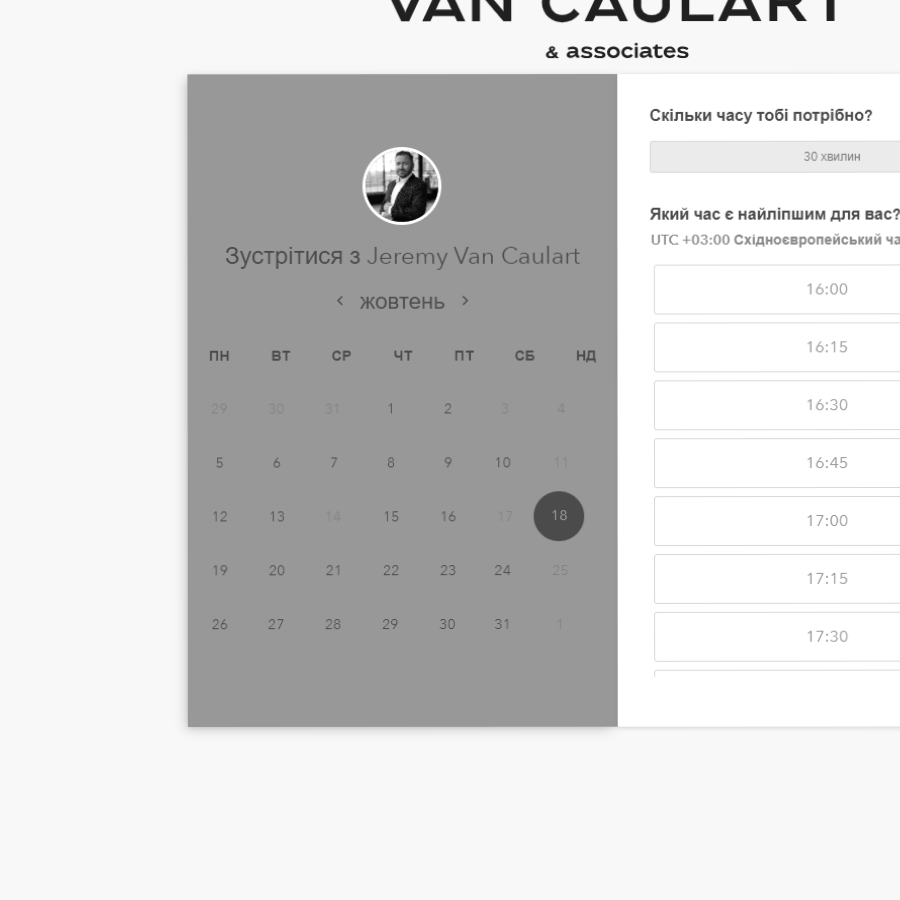 VAN CAULART
& associates
Зустрітися з Jeremy Van Caulart
жовтень
ПН ВТ СР ЧТ ПТ СБ НД
29 30 31 1 2 3 4
5 6 7 8 9 10 11
12 13 14 15 16 17 18
19 20 21 22 23 24 25
26 27 28 29 30 31 1
Скільки часу тобі потрібно?
30 хвилин
Який час є найліпшим для вас?
UTC +03:00 Східноєвропейський ча
16:00
16:15
16:30
16:45
17:00
17:15
17:30